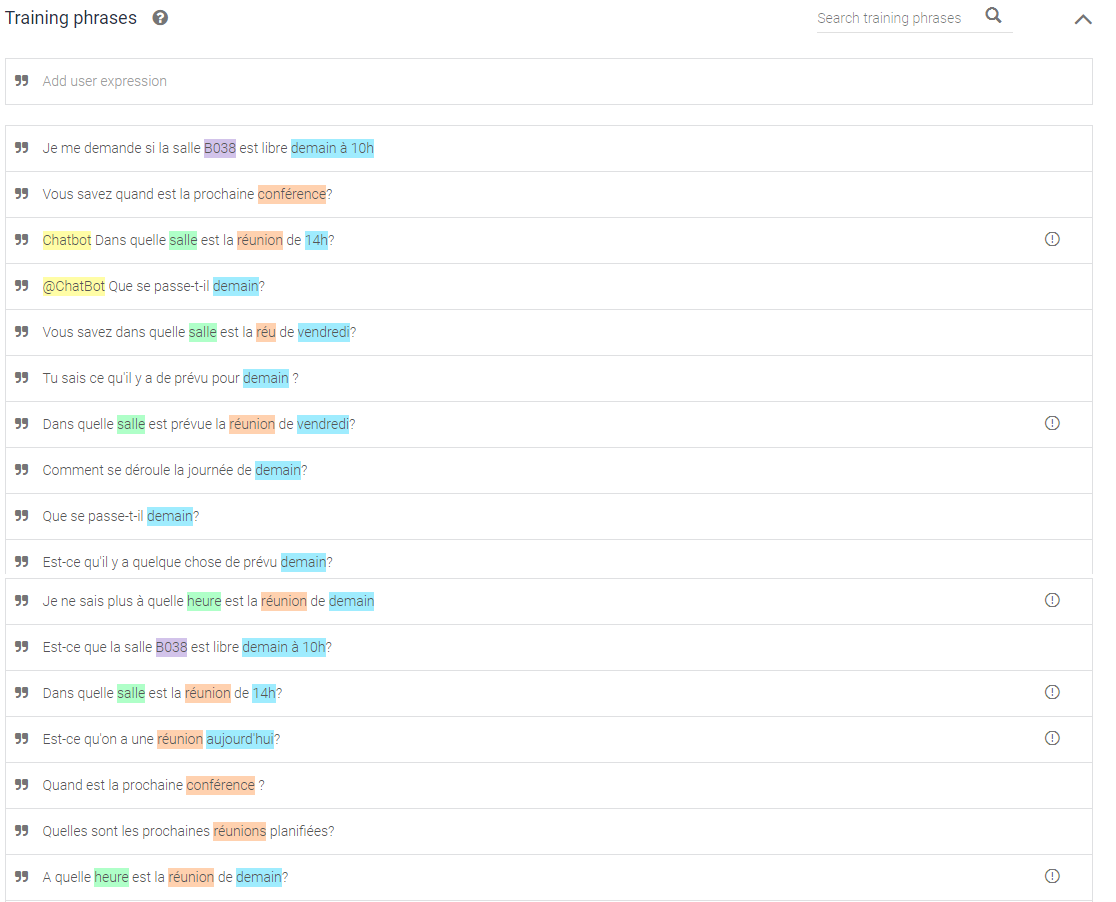 Training phrases
Search training phrases
Add user expression
Je me demande si la salle B038 est libre demain à 10h
Vous savez quand est la prochaine conférence?
Chatbot Dans quelle salle est la réunion de 14h?
@ChatBot Que se passe-t-il demain?
Vous savez dans quelle salle est la réu de vendredi?
Tu sais ce qu'il y a de prévu pour demain ?
Dans quelle salle est prévue la réunion de vendredi?
Comment se déroule la journée de demain?
Que se passe-t-il demain?
Est-ce qu'il y a quelque chose de prévu demain?
Je ne sais plus à quelle heure est la réunion de demain
Est-ce que la salle B038 est libre demain à 10h?
Dans quelle salle est la réunion de 14h?
Est-ce qu'on a une réunion aujourd'hui?
Quand est la prochaine conférence ?
Quelles sont les prochaines réunions planifiées?
A quelle heure est la réunion de demain?